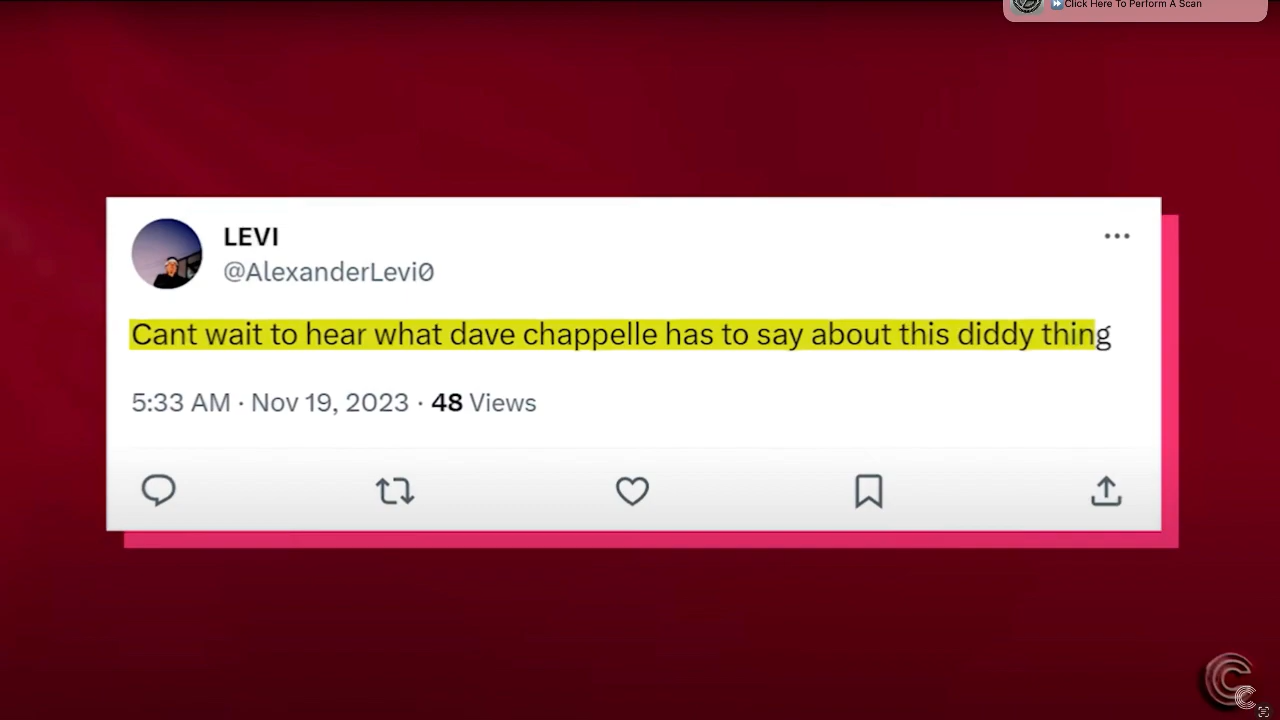 Click Here To Perform A Scan
LEVI
@AlexanderLevi0
Cant wait to hear what dave chappelle has to say about this diddy thing
5:33 AM · Nov 19, 2023 · 48 Views